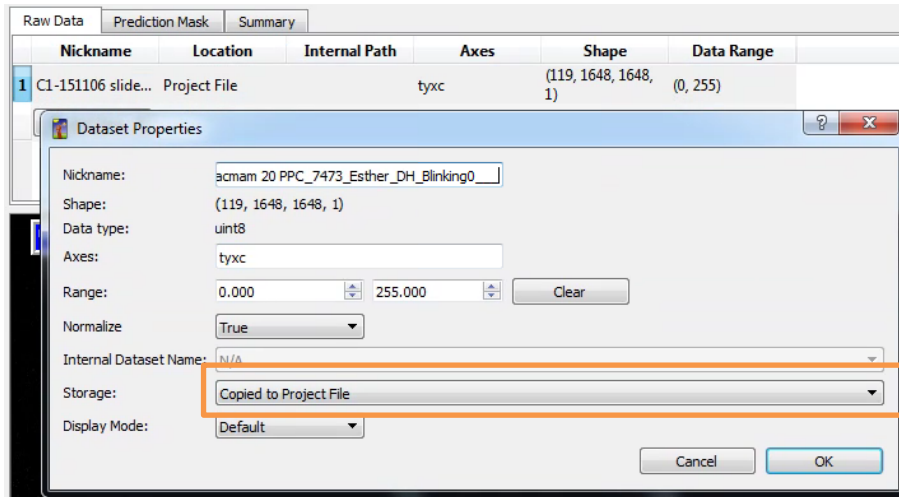 Raw Data Prediction Mask Summary
Nickname Location Internal Path Axes Shape Data Range
1 C1-151106 slide... Project File tyxc (119, 1648, 1648, 1) (0, 255)
Dataset Properties
Nickname: acmam 20 PPC_7473_Esther_DH_Blinking0___
Shape: (119, 1648, 1648, 1)
Data type: uint8
Axes: tyxc
Range: 0.000 255.000 Clear
Normalize True
Internal Dataset Name: N/A
Storage: Copied to Project File
Display Mode: Default
Cancel OK